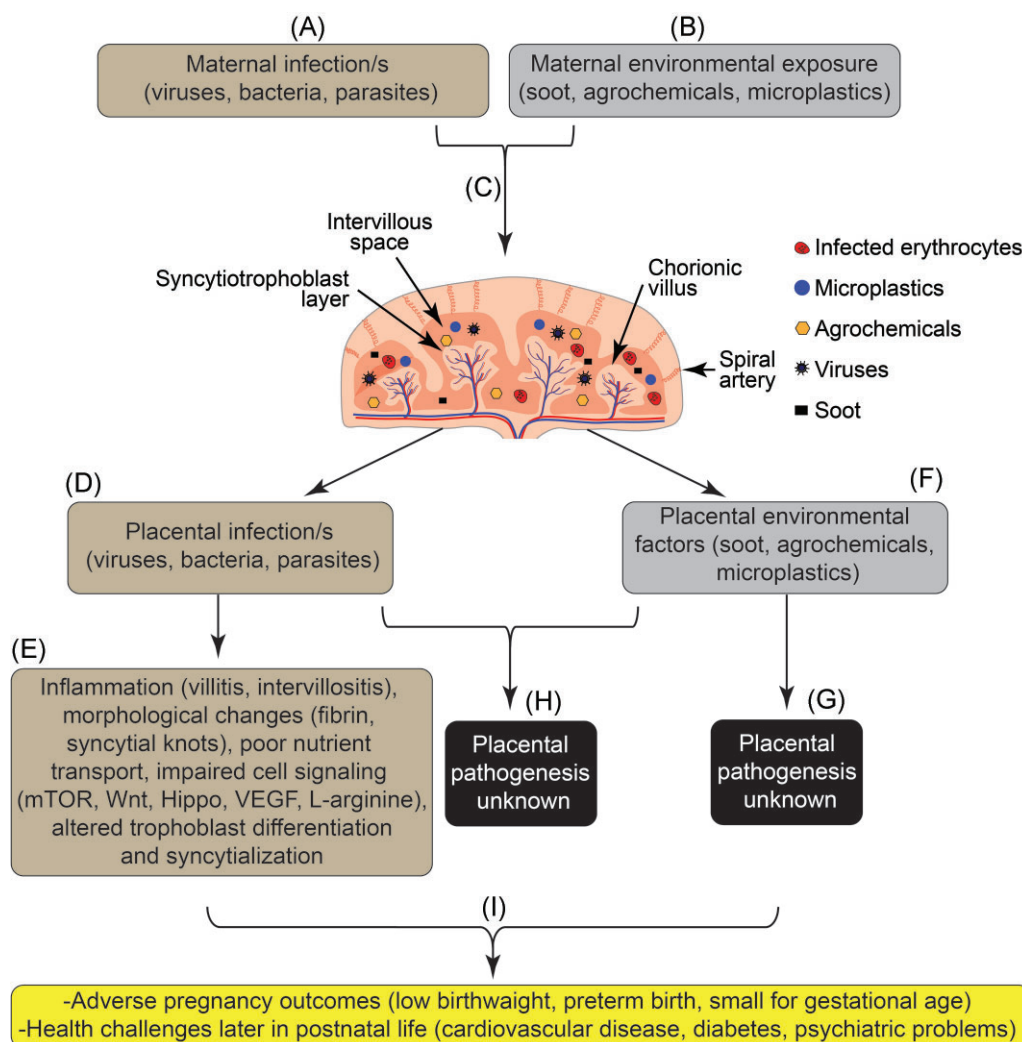 (A)
Maternal infection/s
(viruses, bacteria, parasites)
(B)
Maternal environmental exposure
(soot, agrochemicals, microplastics)
(C)
Intervillous
space
Syncytiotrophoblast
layer
Chorionic
villus
Spiral
artery
Infected erythrocytes
Microplastics
Agrochemicals
Viruses
Soot
(D)
Placental infection/s
(viruses, bacteria, parasites)
(F)
Placental environmental
factors (soot, agrochemicals,
microplastics)
(E)
Inflammation (villitis, intervillositis),
morphological changes (fibrin,
syncytial knots), poor nutrient
transport, impaired cell signaling
(mTOR, Wnt, Hippo, VEGF, L-arginine),
altered trophoblast differentiation
and syncytialization
(H)
Placental
pathogenesis
unknown
(G)
Placental
pathogenesis
unknown
(I)
-Adverse pregnancy outcomes (low birthwaight, preterm birth, small for gestational age)
-Health challenges later in postnatal life (cardiovascular disease, diabetes, psychiatric problems)